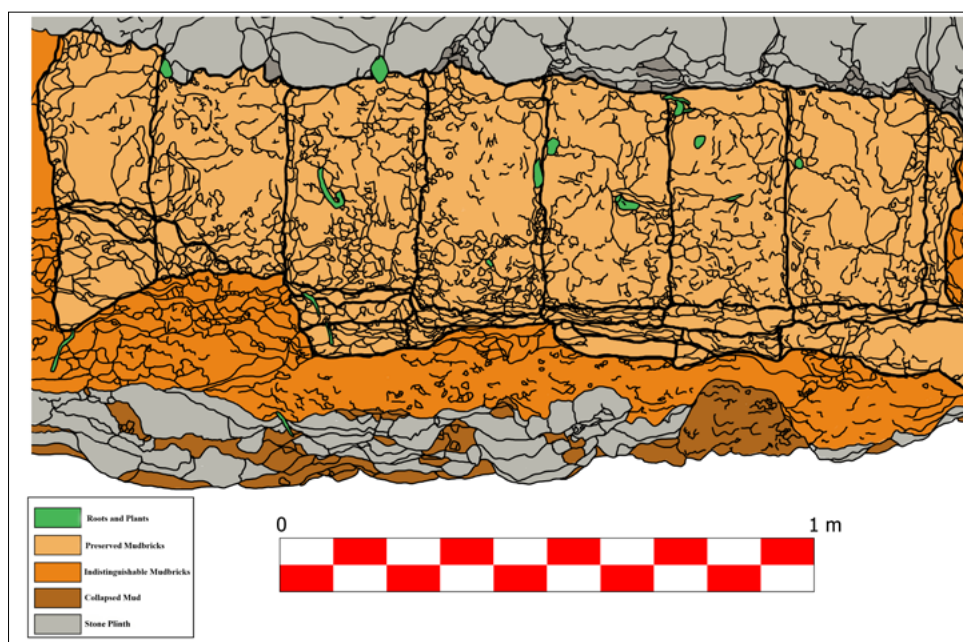 Roots and Plants
Preserved Mudbricks
Indistinguishable Mudbricks
Collapsed Mud
Stone Plinth
0 1 m